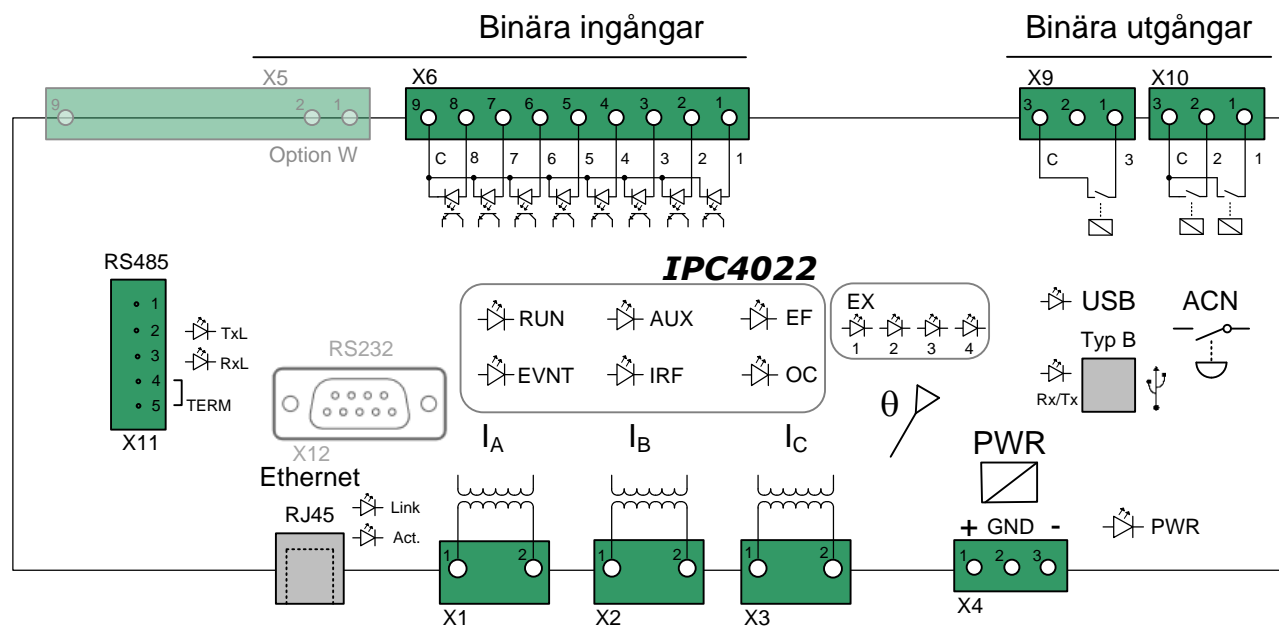 Binära ingångar
Binära utgångar
X5
X6
X9
X10
9 2 1
9 8 7 6 5 4 3 2 1
3 2 1
3 2 1
Option W
C 8 7 6 5 4 3 2 1
C 3
C 2 1
IPC4022
RS485
1
2
3
4
5
TxL
RxL
TERM
X11
RS232
X12
RUN AUX EF
EVNT IRF OC
EX
1 2 3 4
USB
Typ B
Rx/Tx
ACN
θ
IA
IB
IC
PWR
Ethernet
RJ45
Link
Act.
+ GND -
PWR
1 2
1 2
1 2
1 2 3
X1
X2
X3
X4